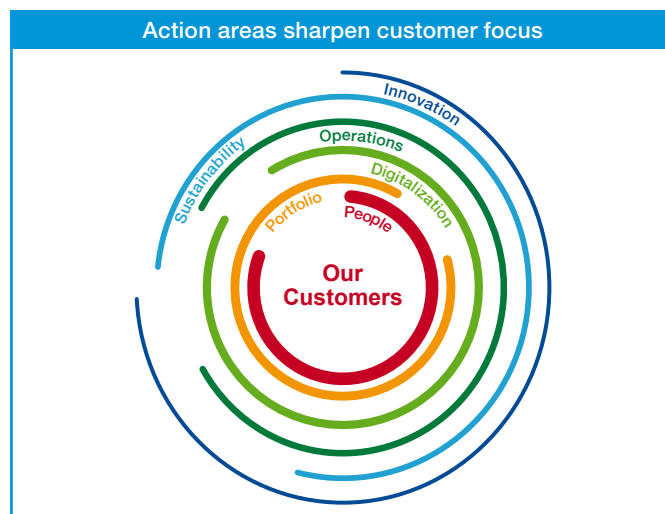 Action areas sharpen customer focus
Innovation
Sustainability
Operations
Digitalization
Portfolio
People
Our
Customers